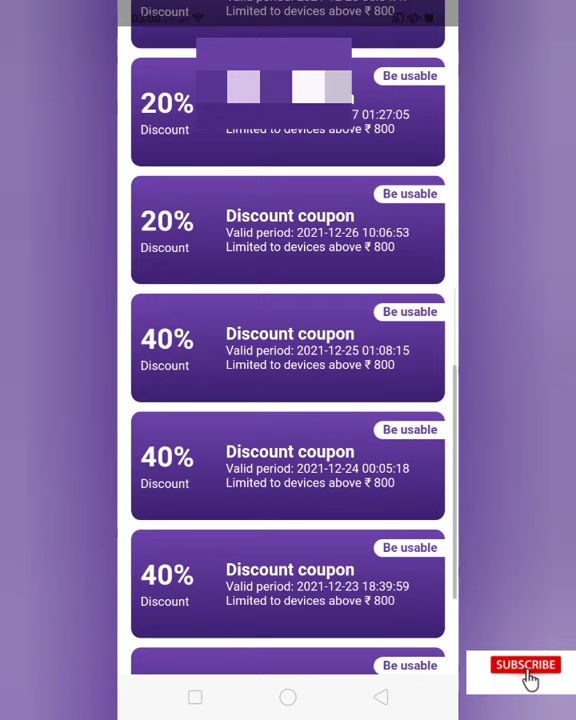 Discount
Be usable
20%
7 01:27:05
Discount
Limited to devices above ₹ 800
Be usable
20%
Discount coupon
Valid period: 2021-12-26 10:06:53
Discount
Limited to devices above ₹ 800
Be usable
40%
Discount coupon
Valid period: 2021-12-25 01:08:15
Discount
Limited to devices above ₹ 800
Be usable
40%
Discount coupon
Valid period: 2021-12-24 00:05:18
Discount
Limited to devices above ₹ 800
Be usable
40%
Discount coupon
Valid period: 2021-12-23 18:39:59
Discount
Limited to devices above ₹ 800
Be usable
SUBSCRIBE